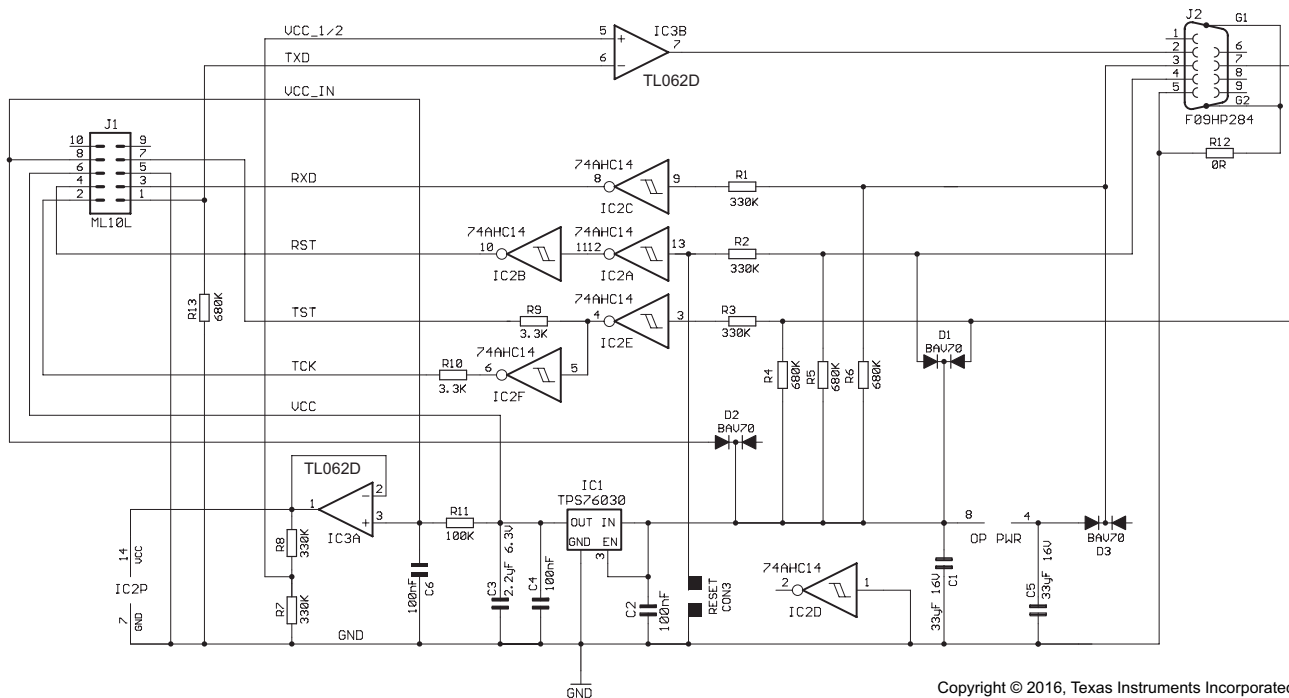 J2
G1
VCC_1/2
5
IC3B
7
+
1
2
6
TXD
6
−
3
7
4
8
TL062D
5
9
VCC_IN
G2
F09HP284
J1
R12
0R
10
9
8
7
6
5
4
3
2
1
ML10L
74AHC14
RXD
8
9
R1
330K
IC2C
74AHC14
74AHC14
RST
10
1112
13
R2
330K
IC2B
IC2A
74AHC14
R13
680K
TST
R9
3.3K
4
3
R3
330K
74AHC14
IC2E
D1
BAV70
TCK
R10
3.3K
6
5
IC2F
R4
680K
R5
680K
R6
680K
VCC
D2
BAV70
TL062D
IC1
TPS76030
1
−
2
+
3
IC3A
R11
100K
OUT IN
GND EN
3
8
4
OP PWR
BAV70
D3
14
VCC
IC2P
7
GND
R8
330K
R7
330K
100nF
C6
C3
2.2µF 6.3V
C4
100nF
C2
100nF
RESET
CON3
74AHC14
2
1
IC2D
33µF 16V
C1
C5
33µF 16V
GND
GND
Copyright © 2016, Texas Instruments Incorporated